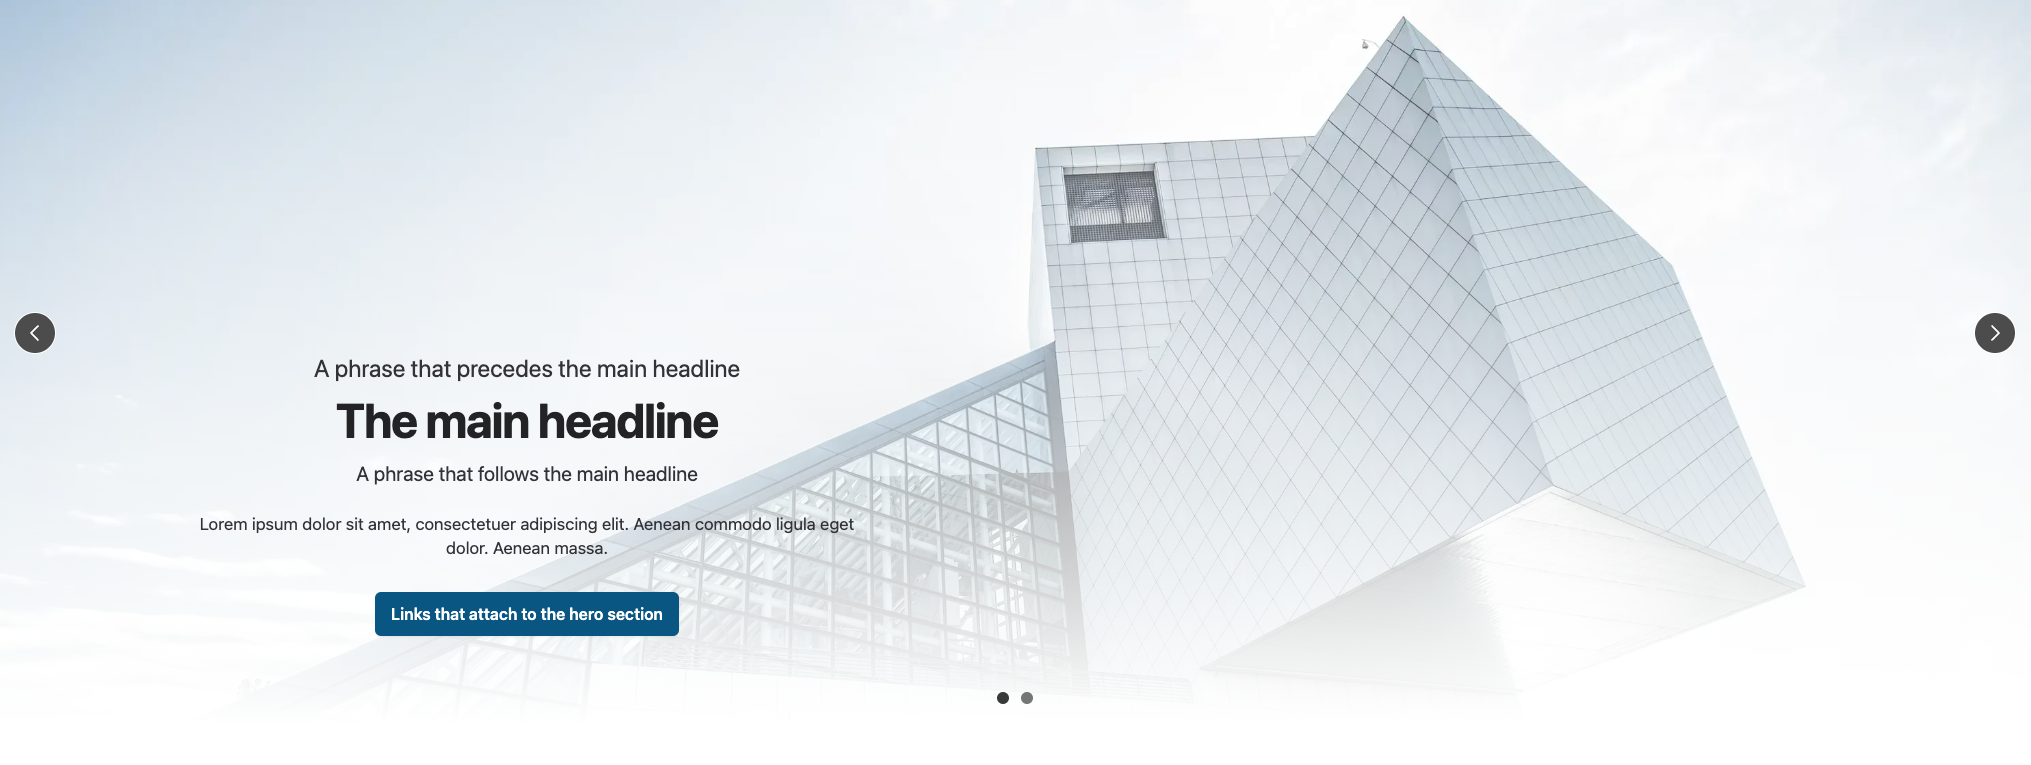 A phrase that precedes the main headline
The main headline
A phrase that follows the main headline
Lorem ipsum dolor sit amet, consectetuer adipiscing elit. Aenean commodo ligula eget
dolor. Aenean massa.
Links that attach to the hero section